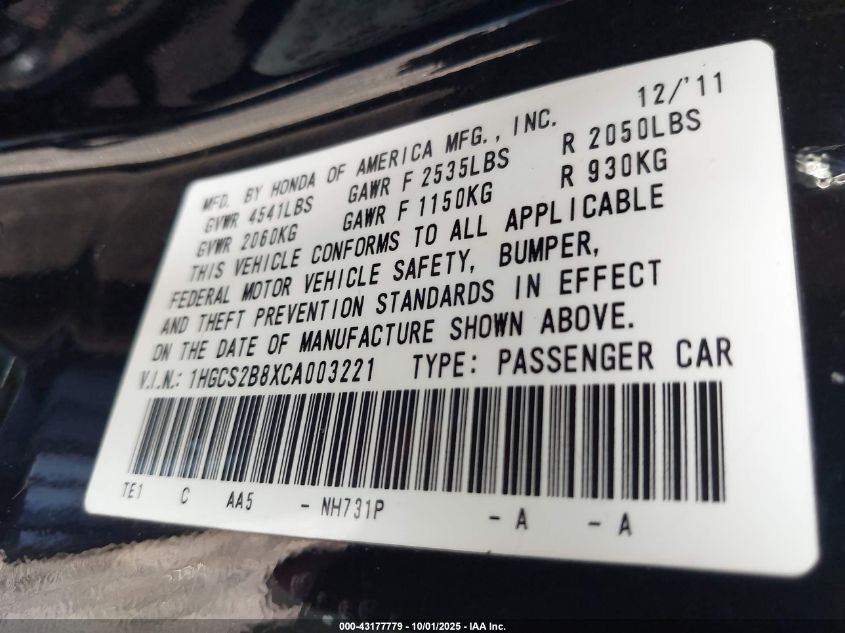 12/'11
MFD. BY HONDA OF AMERICA MFG., INC.
GVWR 4541LBS GAWR F 2535LBS R 2050LBS
GVWR 2060KG GAWR F 1150KG R 930KG
THIS VEHICLE CONFORMS TO ALL APPLICABLE
FEDERAL MOTOR VEHICLE SAFETY, BUMPER,
AND THEFT PREVENTION STANDARDS IN EFFECT
ON THE DATE OF MANUFACTURE SHOWN ABOVE.
V.I.N.: 1HGCS2B8XCA003221 TYPE: PASSENGER CAR
TE1 C AA5 - NH731P - A - A
000-43177779 - 10/01/2025 - IAA Inc.